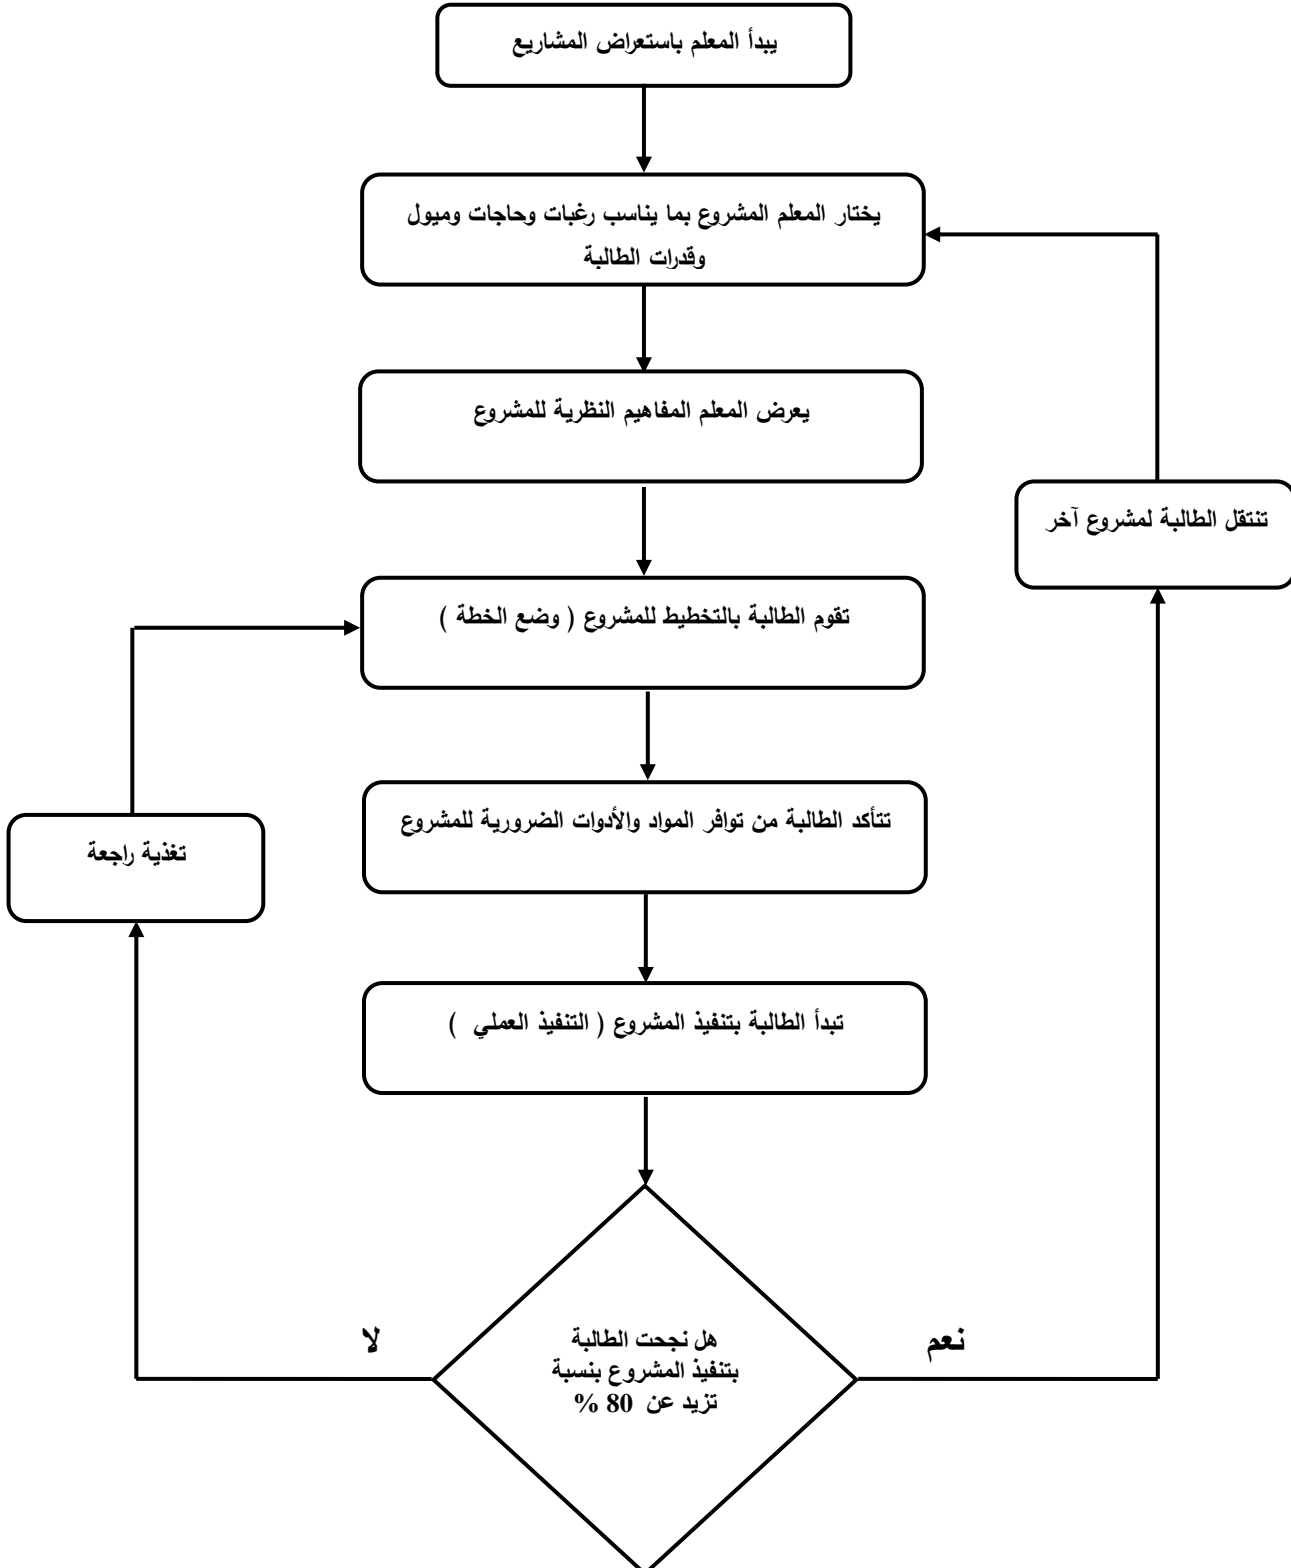 يبدأ المعلم باستعراض المشاريع
يختار المعلم المشروع بما يناسب رغبات وحاجات وميول
وقدرات الطالبة
يعرض المعلم المفاهيم النظرية للمشروع
تنتقل الطالبة لمشروع آخر
تقوم الطالبة بالتخطيط للمشروع ( وضع الخطة )
تتأكد الطالبة من توافر المواد والأدوات الضرورية للمشروع
تغذية راجعة
تبدأ الطالبة بتنفيذ المشروع ( التنفيذ العملي )
نعم
لا
هل نجحت الطالبة
بتنفيذ المشروع بنسبة
تزيد عن 80 %